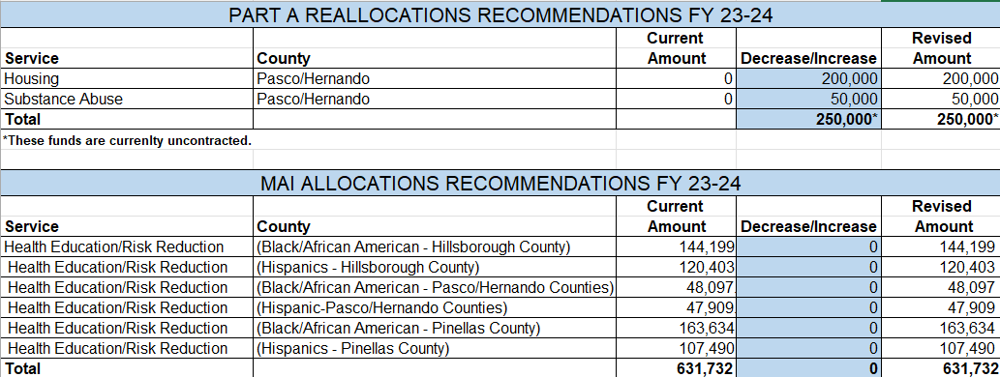 PART A REALLOCATIONS RECOMMENDATIONS FY 23-24
Current Revised
Service County Amount Decrease/Increase Amount
Housing Pasco/Hernando 0 200,000 200,000
Substance Abuse Pasco/Hernando 0 50,000 50,000
Total 250,000* 250,000*
*These funds are currenlty uncontracted.
MAI ALLOCATIONS RECOMMENDATIONS FY 23-24
Current Revised
Service County Amount Decrease/Increase Amount
Health Education/Risk Reduction (Black/African American - Hillsborough County) 144,199 0 144,199
Health Education/Risk Reduction (Hispanics - Hillsborough County) 120,403 0 120,403
Health Education/Risk Reduction (Black/African American - Pasco/Hernando Counties) 48,097 0 48,097
Health Education/Risk Reduction (Hispanic-Pasco/Hernando Counties) 47,909 0 47,909
Health Education/Risk Reduction (Black/African American - Pinellas County) 163,634 0 163,634
Health Education/Risk Reduction (Hispanics - Pinellas County) 107,490 0 107,490
Total 631,732 0 631,732